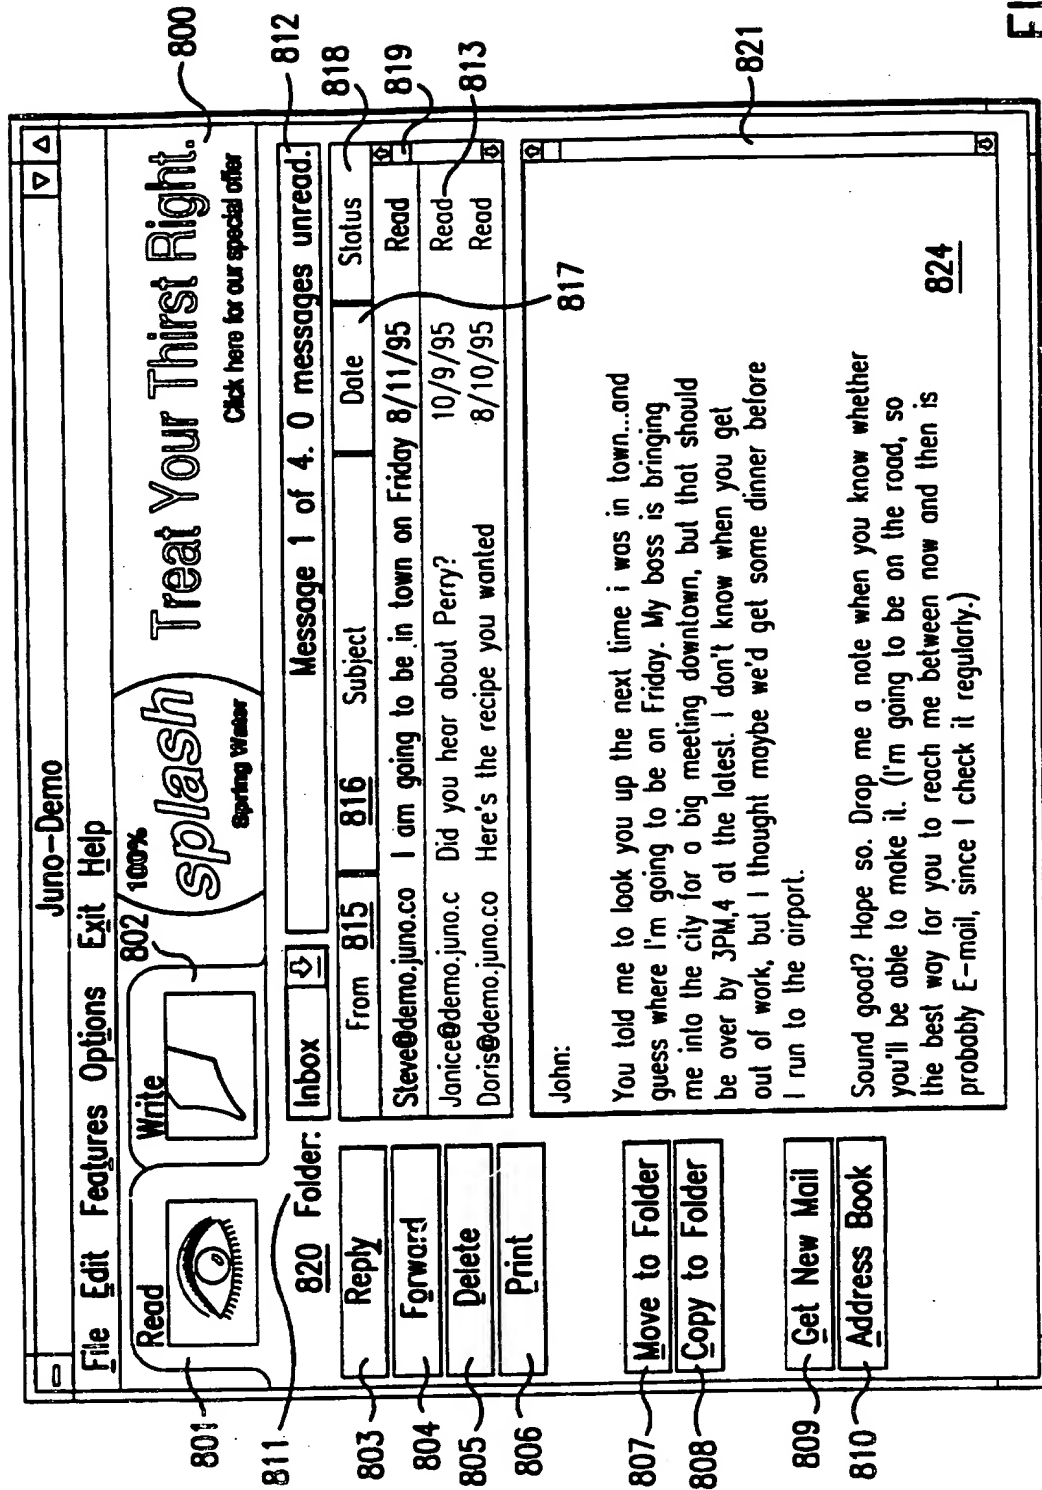 Juno-Demo
File Edit Features Options Exit Help
Read
Write
802
100%
splash
Spring Water
Treat Your Thirst Right.
Click here for our special offer
800
801
811
820 Folder: Inbox
Message 1 of 4. 0 messages unread.
812
From 815
816 Subject
Date
Status
818
Steve@demo.juno.co I am going to be in town on Friday 8/11/95 Read
819
Janice@demo.juno.c Did you hear about Perry? 10/9/95 Read
813
Doris@demo.juno.co Here's the recipe you wanted 8/10/95 Read
817
803 Reply
804 Forward
805 Delete
806 Print
807 Move to Folder
808 Copy to Folder
809 Get New Mail
810 Address Book
John:
You told me to look you up the next time i was in town...and
guess where I'm going to be on Friday. My boss is bringing
me into the city for a big meeting downtown, but that should
be over by 3PM,4 at the latest. I don't know when you get
out of work, but I thought maybe we'd get some dinner before
I run to the airport.
Sound good? Hope so. Drop me a note when you know whether
you'll be able to make it. (I'm going to be on the road, so
the best way for you to reach me between now and then is
probably E-mail, since I check it regularly.)
824
821